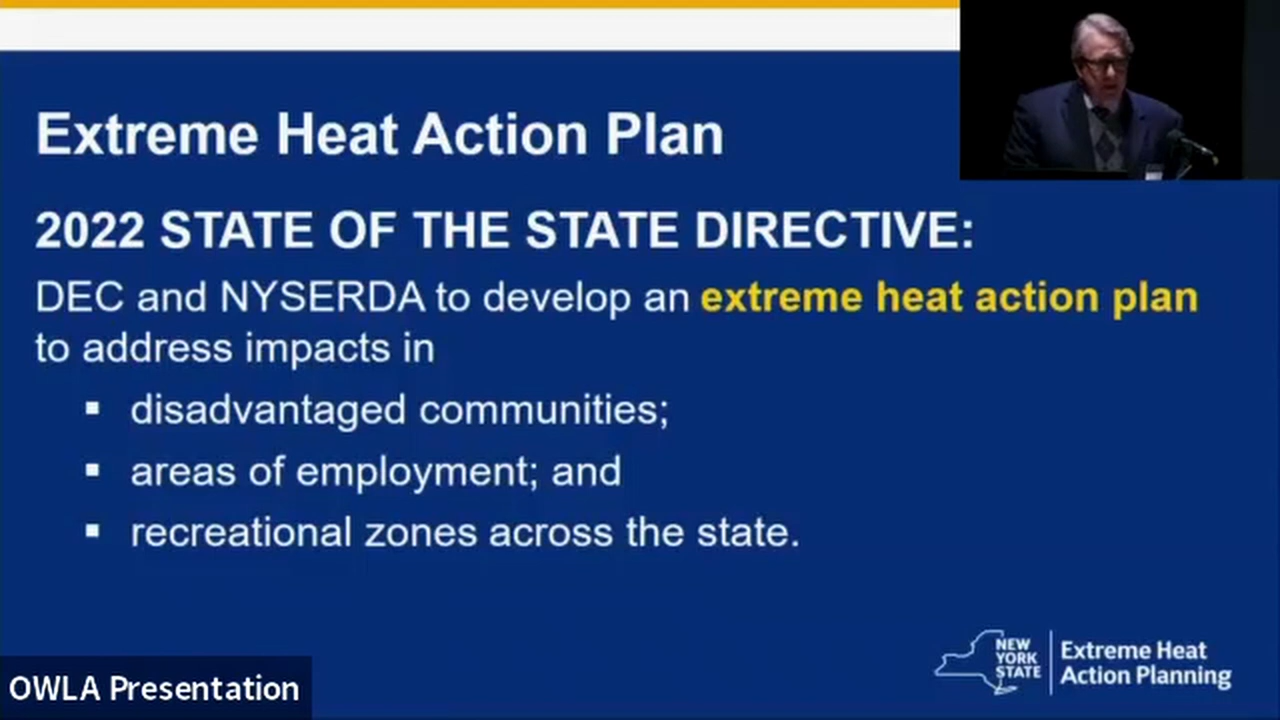 Extreme Heat Action Plan
2022 STATE OF THE STATE DIRECTIVE:
DEC and NYSERDA to develop an extreme heat action plan
to address impacts in
▪ disadvantaged communities;
▪ areas of employment; and
▪ recreational zones across the state.
NEW
YORK
STATE
Extreme Heat
Action Planning
OWLA Presentation